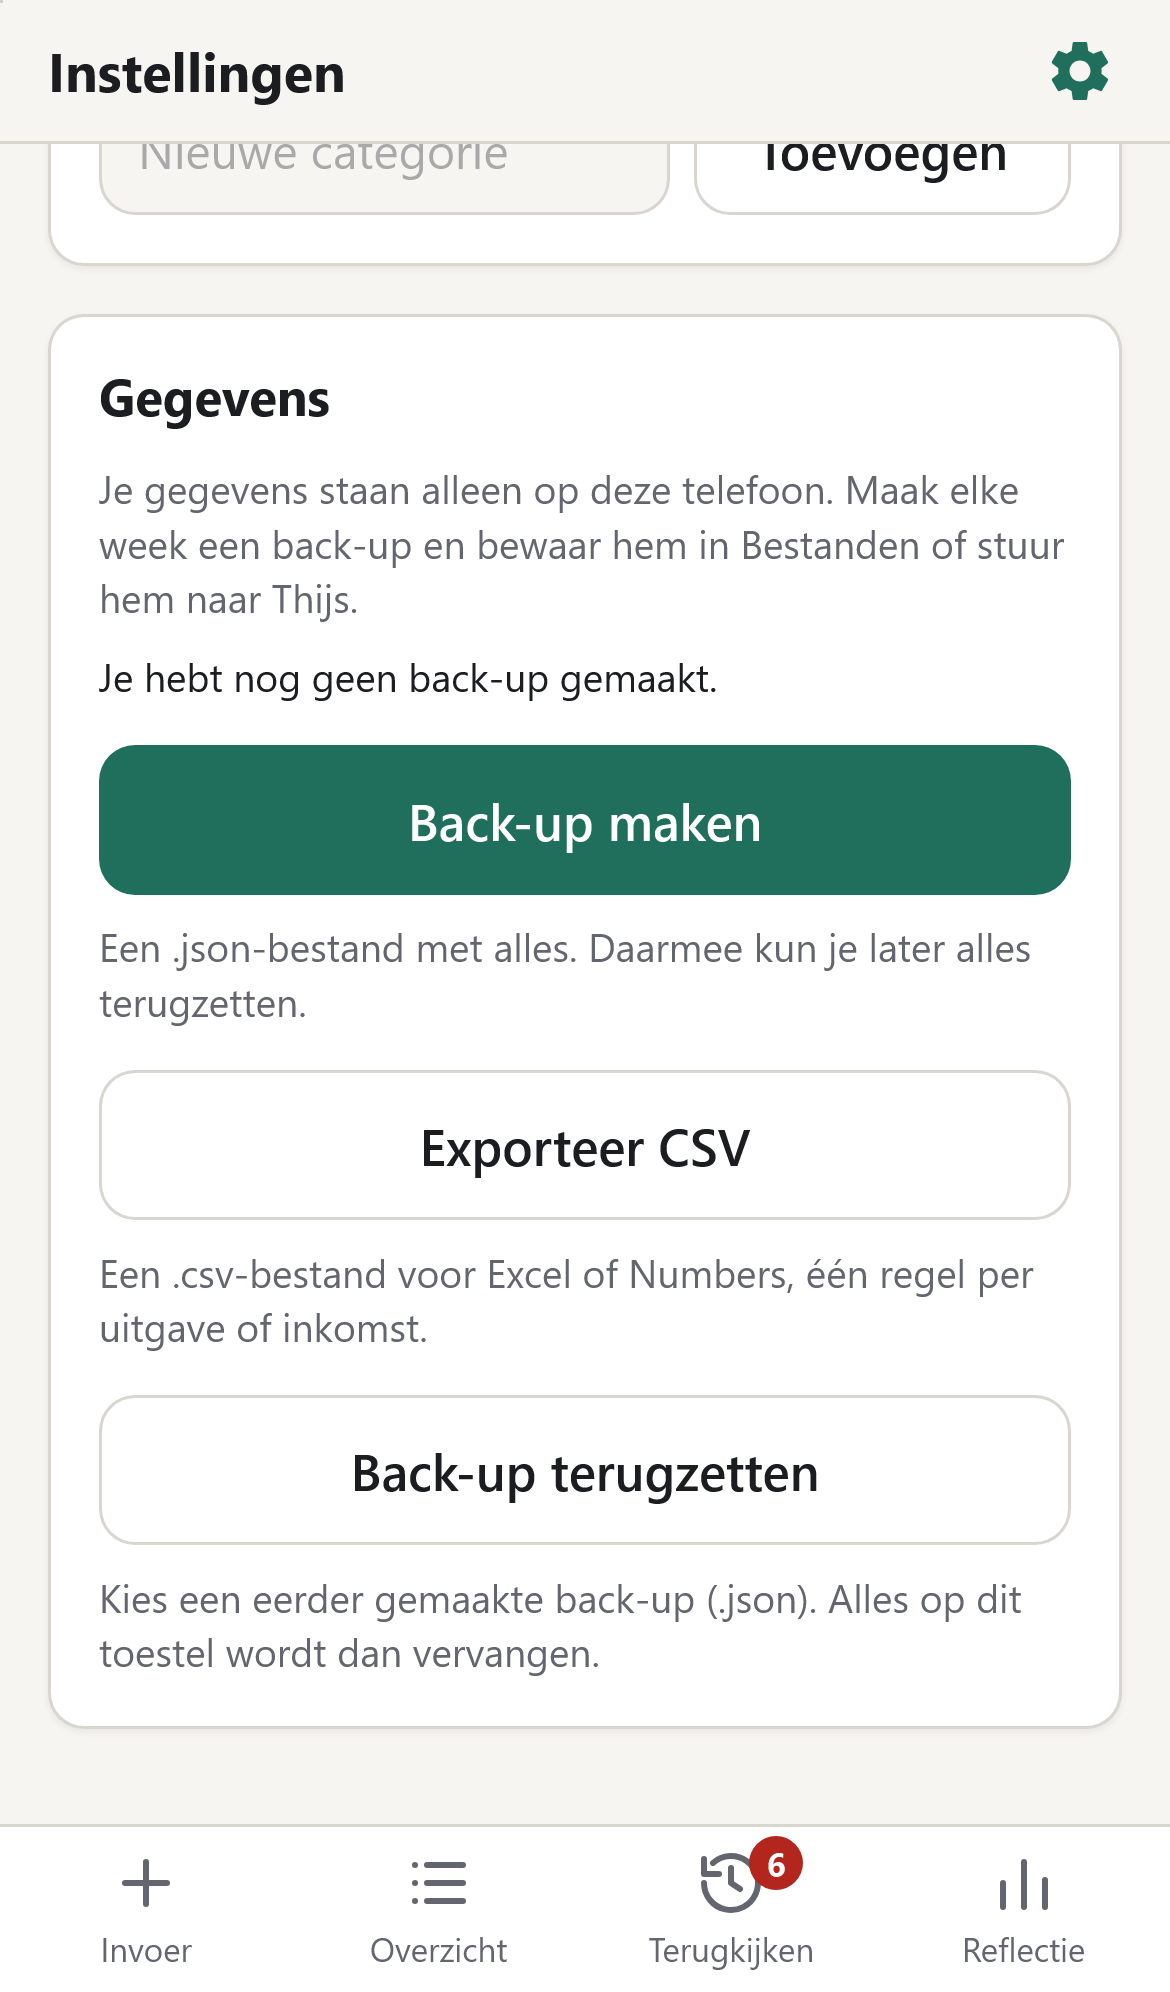 Instellingen
Nieuwe categorie
Toevoegen
Gegevens
Je gegevens staan alleen op deze telefoon. Maak elke
week een back-up en bewaar hem in Bestanden of stuur
hem naar Thijs.
Je hebt nog geen back-up gemaakt.
Back-up maken
Een .json-bestand met alles. Daarmee kun je later alles
terugzetten.
Exporteer CSV
Een .csv-bestand voor Excel of Numbers, één regel per
uitgave of inkomst.
Back-up terugzetten
Kies een eerder gemaakte back-up (.json). Alles op dit
toestel wordt dan vervangen.
6
Invoer
Overzicht
Terugkijken
Reflectie